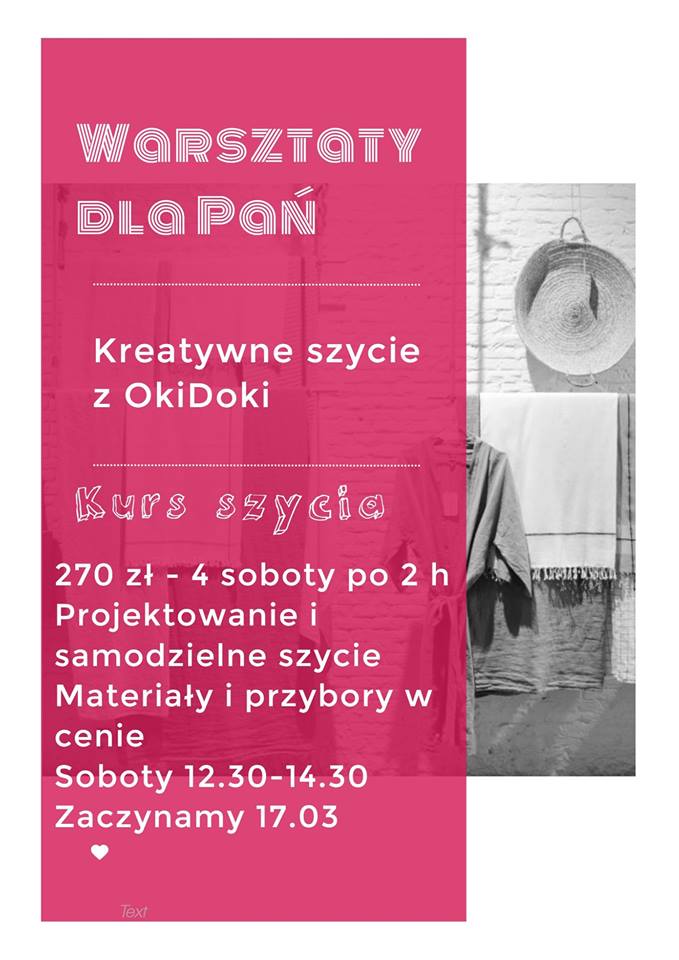 Warsztaty
dla Pań
Kreatywne szycie
z OkiDoki
Kurs szycia
270 zł - 4 soboty po 2 h
Projektowanie i
samodzielne szycie
Materiały i przybory w
cenie
Soboty 12.30-14.30
Zaczynamy 17.03
Text